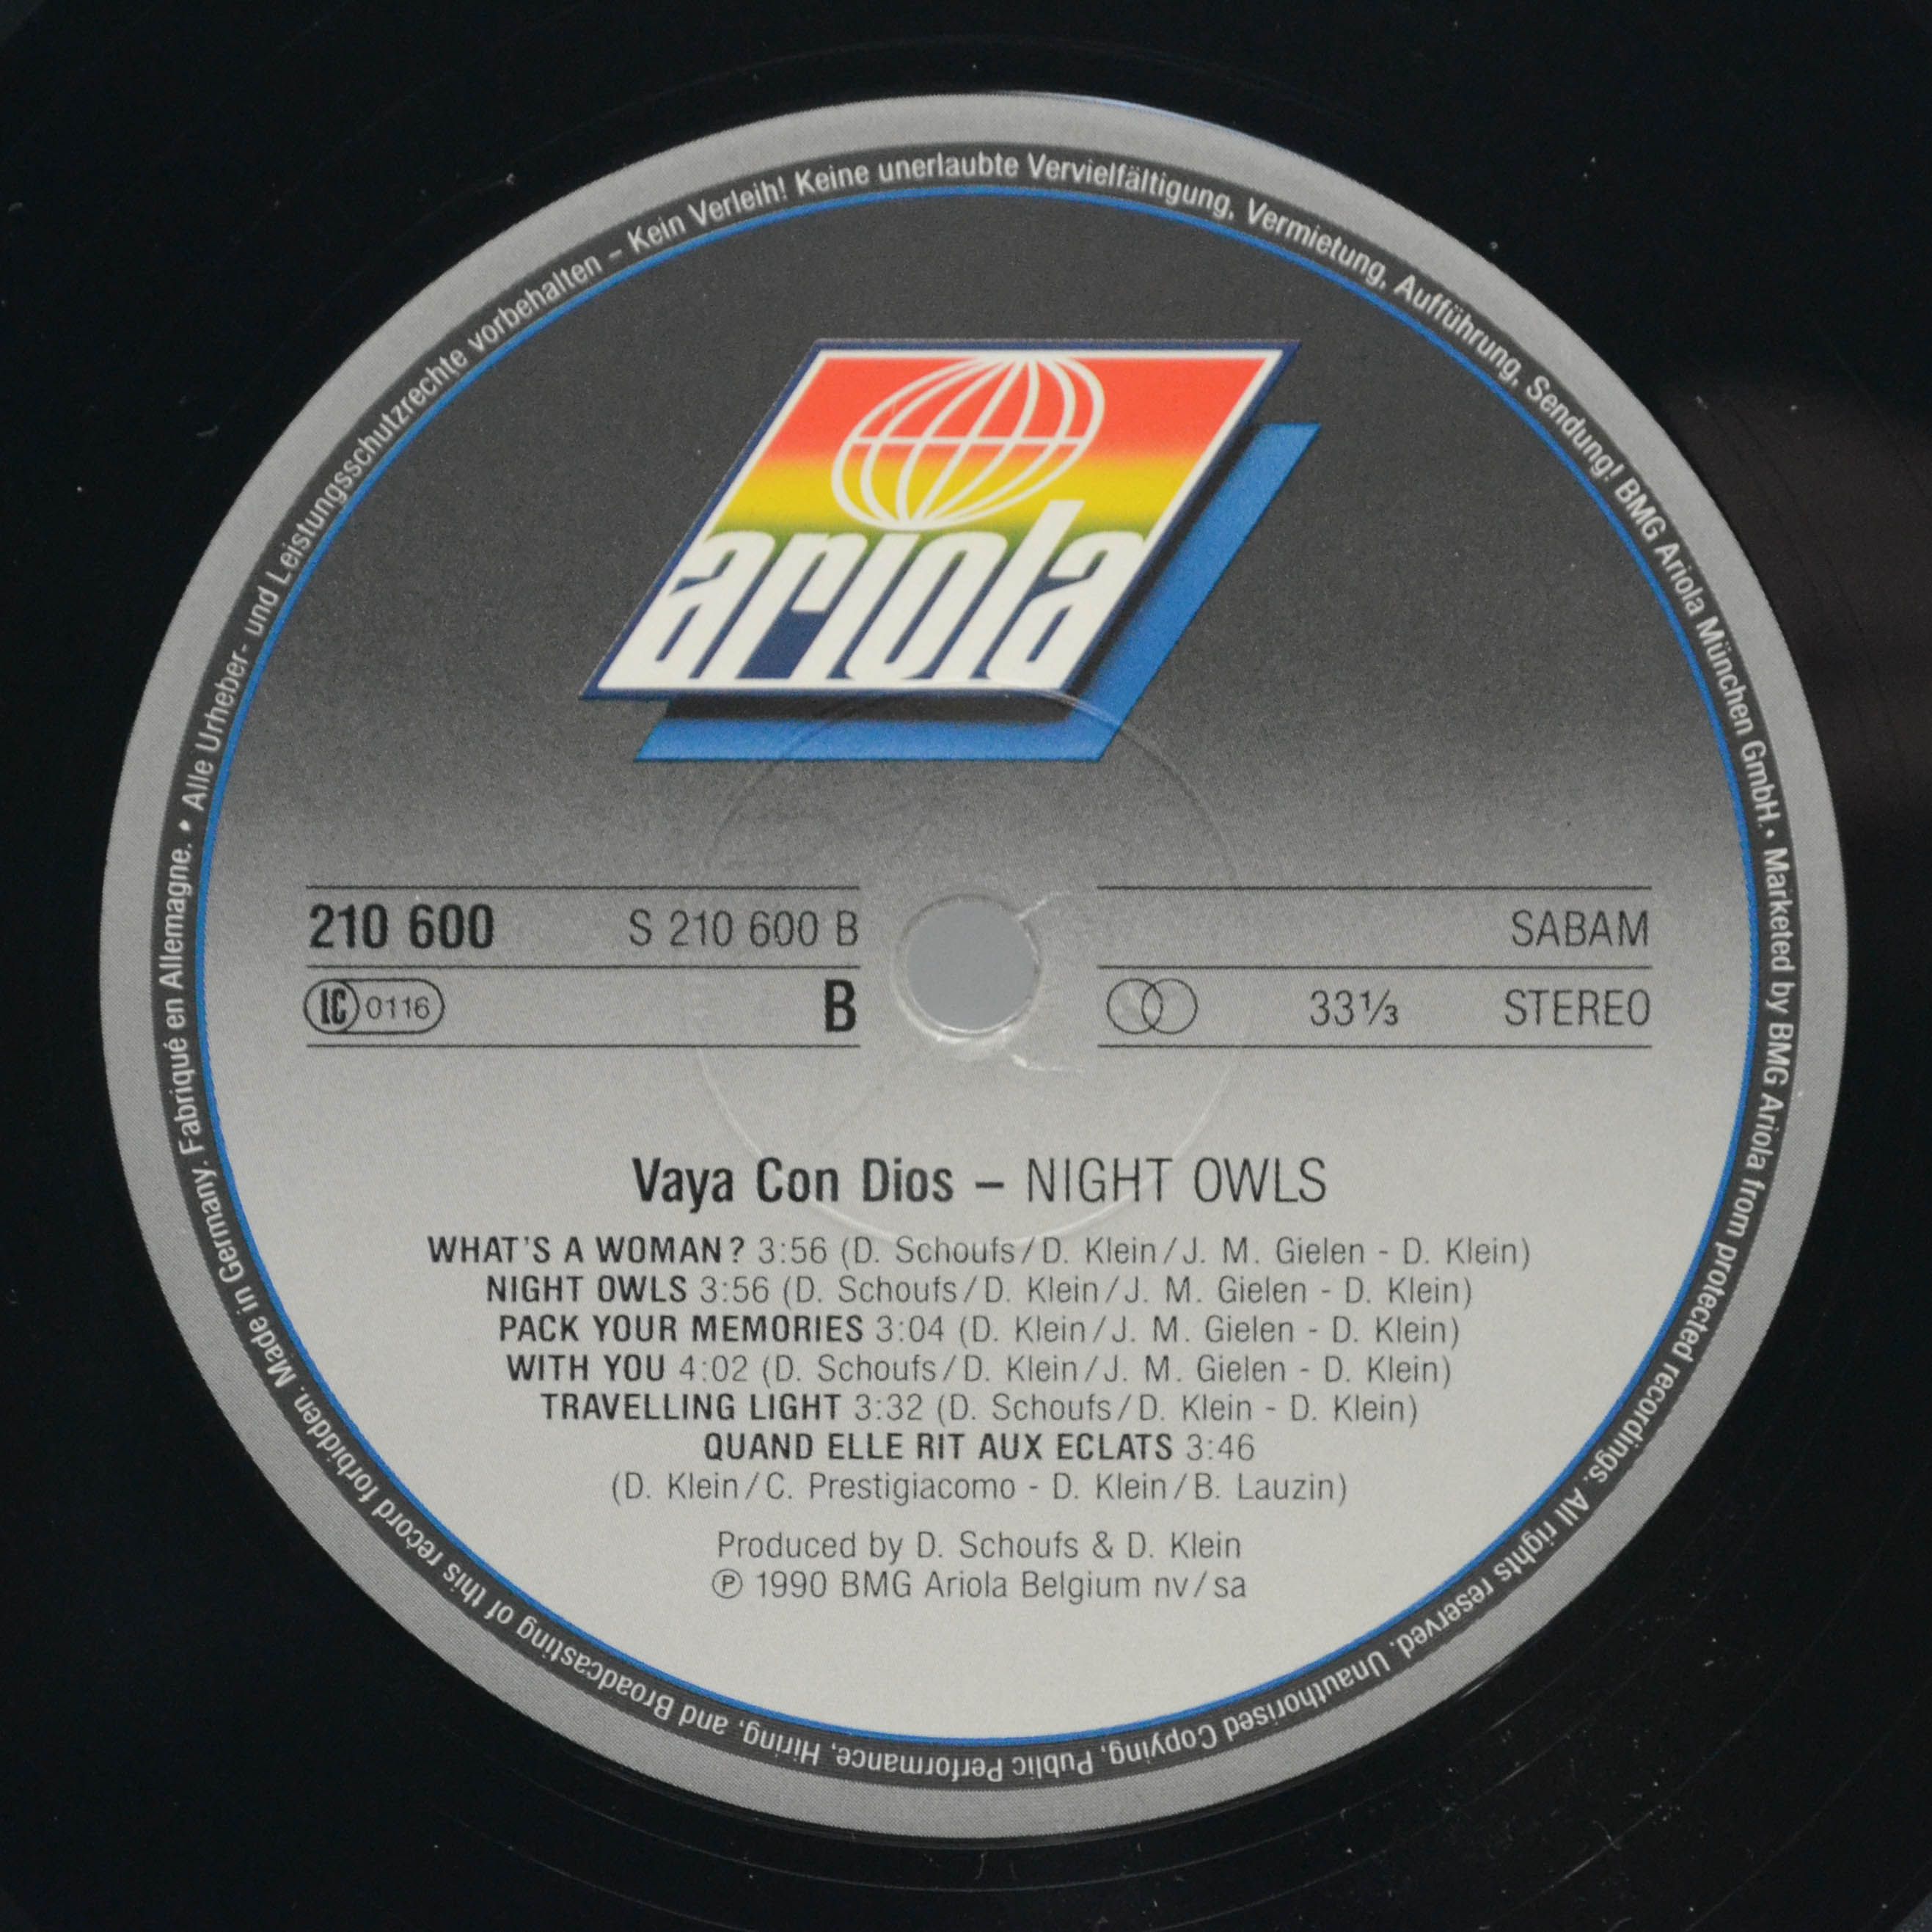 Alle Urheber- und Leistungsschutzrechte vorbehalten – Kein Verleih! Keine unerlaubte Vervielfältigung, Vermietung, Aufführung, Sendung! BMG Ariola München GmbH. • Marketed by BMG Ariola from protected recordings. All rights reserved. Unauthorised Copying, Public Performance, Hiring, and Broadcasting of this record forbidden. Made in Germany. Fabriqué en Allemagne. •
ariola
210 600 S 210 600 B SABAM
LC 0116 B 33⅓ STEREO
Vaya Con Dios – NIGHT OWLS
WHAT'S A WOMAN? 3:56 (D. Schoufs/D. Klein/J. M. Gielen - D. Klein)
NIGHT OWLS 3:56 (D. Schoufs/D. Klein/J. M. Gielen - D. Klein)
PACK YOUR MEMORIES 3:04 (D. Klein/J. M. Gielen - D. Klein)
WITH YOU 4:02 (D. Schoufs/D. Klein/J. M. Gielen - D. Klein)
TRAVELLING LIGHT 3:32 (D. Schoufs/D. Klein - D. Klein)
QUAND ELLE RIT AUX ECLATS 3:46
(D. Klein/C. Prestigiacomo - D. Klein/B. Lauzin)
Produced by D. Schoufs & D. Klein
℗ 1990 BMG Ariola Belgium nv/sa